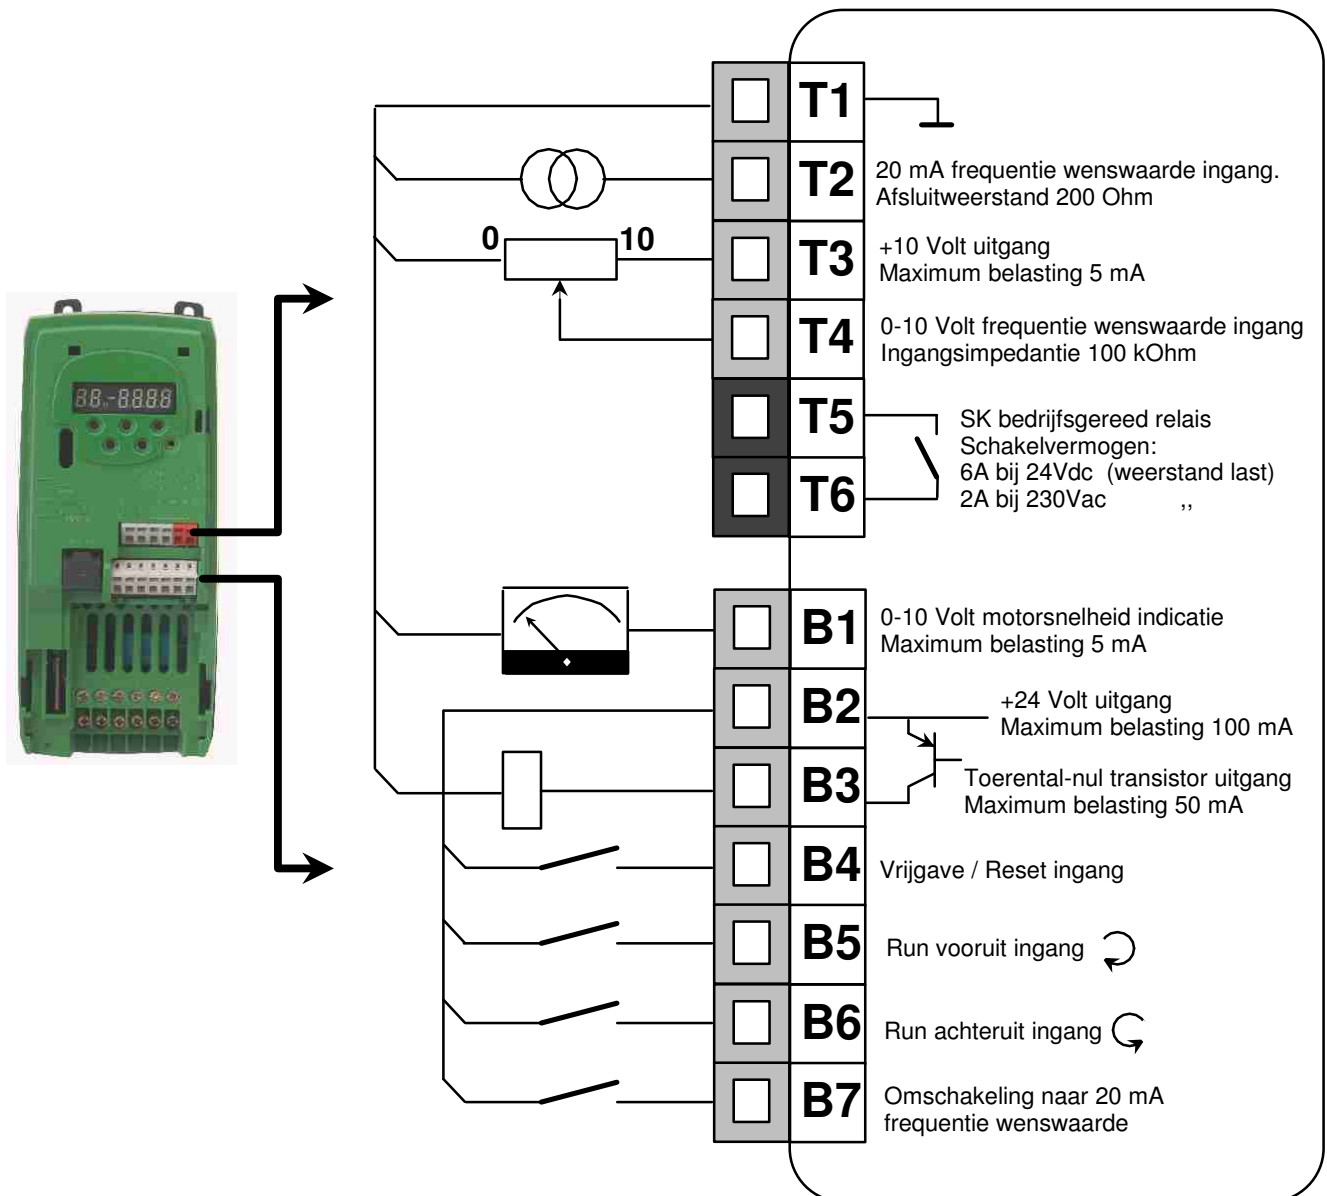 T1
T2
20 mA frequentie wenswaarde ingang.
Afsluitweerstand 200 Ohm
0
10
T3
+10 Volt uitgang
Maximum belasting 5 mA
T4
0-10 Volt frequentie wenswaarde ingang
Ingangsimpedantie 100 kOhm
T5
T6
SK bedrijfsgereed relais
Schakelvermogen:
6A bij 24Vdc (weerstand last)
2A bij 230Vac ,,
B1
0-10 Volt motorsnelheid indicatie
Maximum belasting 5 mA
B2
+24 Volt uitgang
Maximum belasting 100 mA
B3
Toerental-nul transistor uitgang
Maximum belasting 50 mA
B4
Vrijgave / Reset ingang
B5
Run vooruit ingang
B6
Run achteruit ingang
B7
Omschakeling naar 20 mA
frequentie wenswaarde